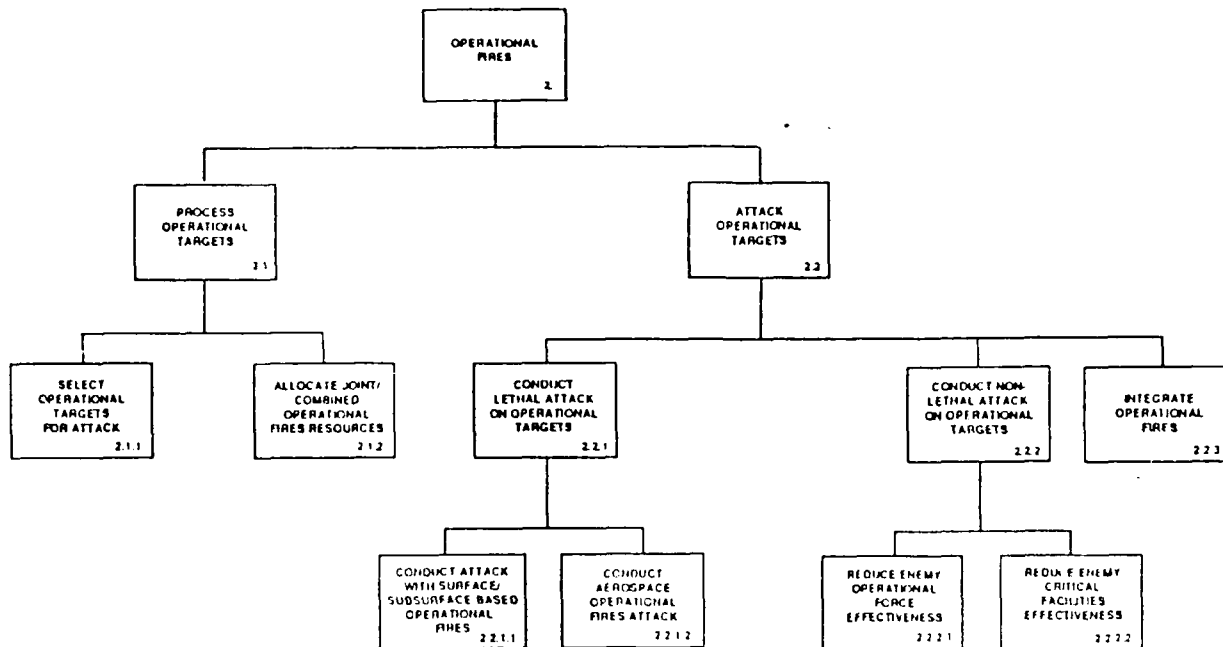 OPERATIONAL
FIRES
2.
PROCESS
OPERATIONAL
TARGETS
2.1
ATTACK
OPERATIONAL
TARGETS
2.2
SELECT
OPERATIONAL
TARGETS
FOR ATTACK
2.1.1
ALLOCATE JOINT/
COMBINED
OPERATIONAL
FIRES RESOURCES
2.1.2
CONDUCT
LETHAL ATTACK
ON OPERATIONAL
TARGETS
2.2.1
CONDUCT NON-
LETHAL ATTACK
ON OPERATIONAL
TARGETS
2.2.2
INTEGRATE
OPERATIONAL
FIRES
2.2.3
CONDUCT ATTACK
WITH SURFACE/
SUBSURFACE BASED
OPERATIONAL
FIRES
2.2.1.1
CONDUCT
AEROSPACE
OPERATIONAL
FIRES ATTACK
2.2.1.2
REDUCE ENEMY
OPERATIONAL
FORCE
EFFECTIVENESS
2.2.2.1
REDUCE ENEMY
CRITICAL
FACILITIES
EFFECTIVENESS
2.2.2.2